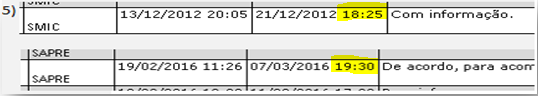 5)
13/12/2012 20:05 21/12/2012 18:25 Com informação.
SMIC
SAPRE
19/02/2016 11:26 07/03/2016 19:30 De acordo, para acom
SAPRE